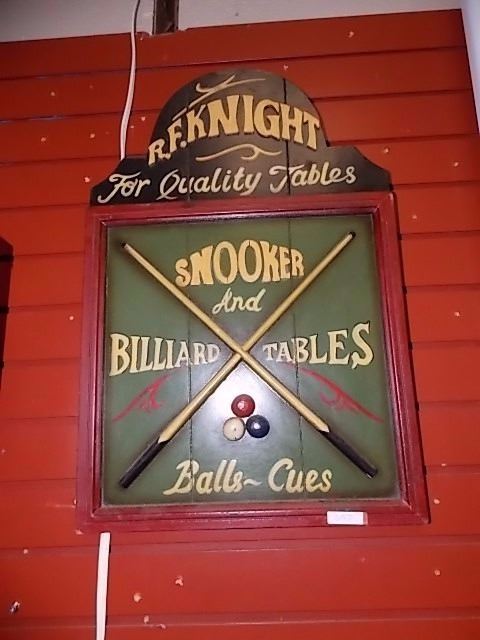 R.F. KNIGHT
For Quality Tables
SNOOKER
And
BILLIARD TABLES
Balls ~ Cues